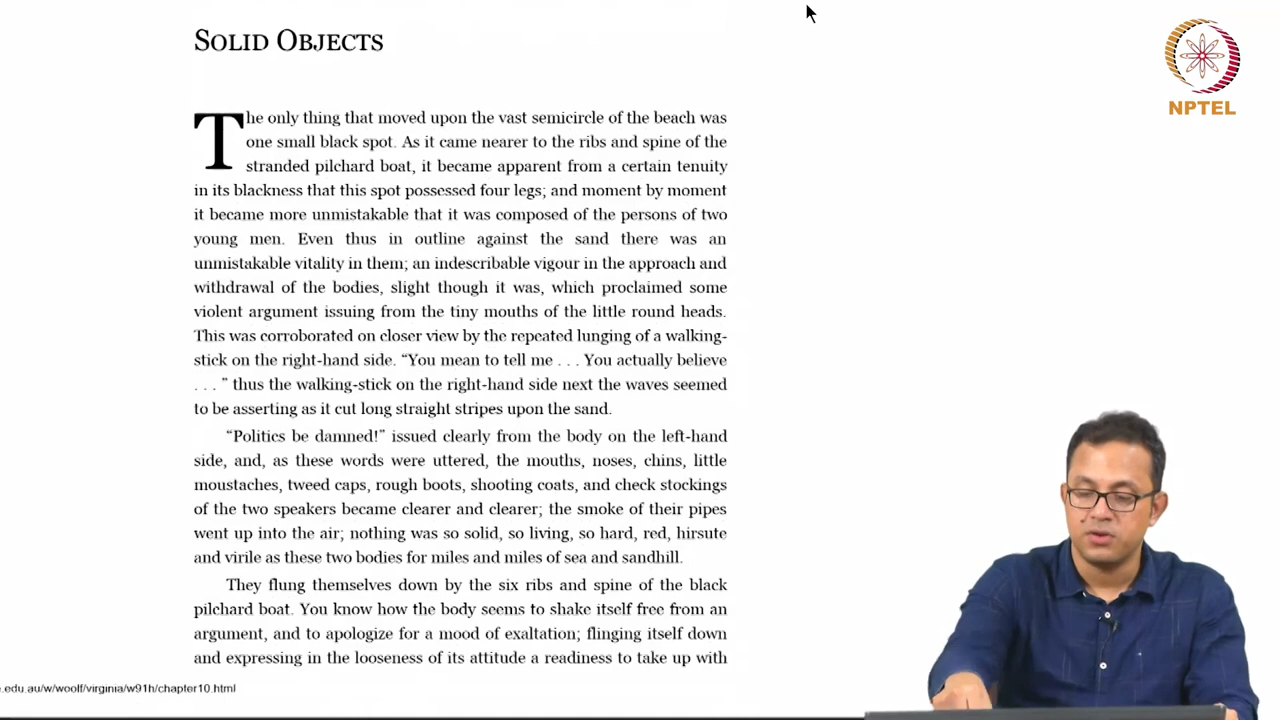 SOLID OBJECTS
NPTEL
The only thing that moved upon the vast semicircle of the beach was
one small black spot. As it came nearer to the ribs and spine of the
stranded pilchard boat, it became apparent from a certain tenuity
in its blackness that this spot possessed four legs; and moment by moment
it became more unmistakable that it was composed of the persons of two
young men. Even thus in outline against the sand there was an
unmistakable vitality in them; an indescribable vigour in the approach and
withdrawal of the bodies, slight though it was, which proclaimed some
violent argument issuing from the tiny mouths of the little round heads.
This was corroborated on closer view by the repeated lunging of a walking-
stick on the right-hand side. “You mean to tell me . . . You actually believe
. . . ” thus the walking-stick on the right-hand side next the waves seemed
to be asserting as it cut long straight stripes upon the sand.
“Politics be damned!” issued clearly from the body on the left-hand
side, and, as these words were uttered, the mouths, noses, chins, little
moustaches, tweed caps, rough boots, shooting coats, and check stockings
of the two speakers became clearer and clearer; the smoke of their pipes
went up into the air; nothing was so solid, so living, so hard, red, hirsute
and virile as these two bodies for miles and miles of sea and sandhill.
They flung themselves down by the six ribs and spine of the black
pilchard boat. You know how the body seems to shake itself free from an
argument, and to apologize for a mood of exaltation; flinging itself down
and expressing in the looseness of its attitude a readiness to take up with
.edu.au/w/woolf/virginia/w91h/chapter10.html